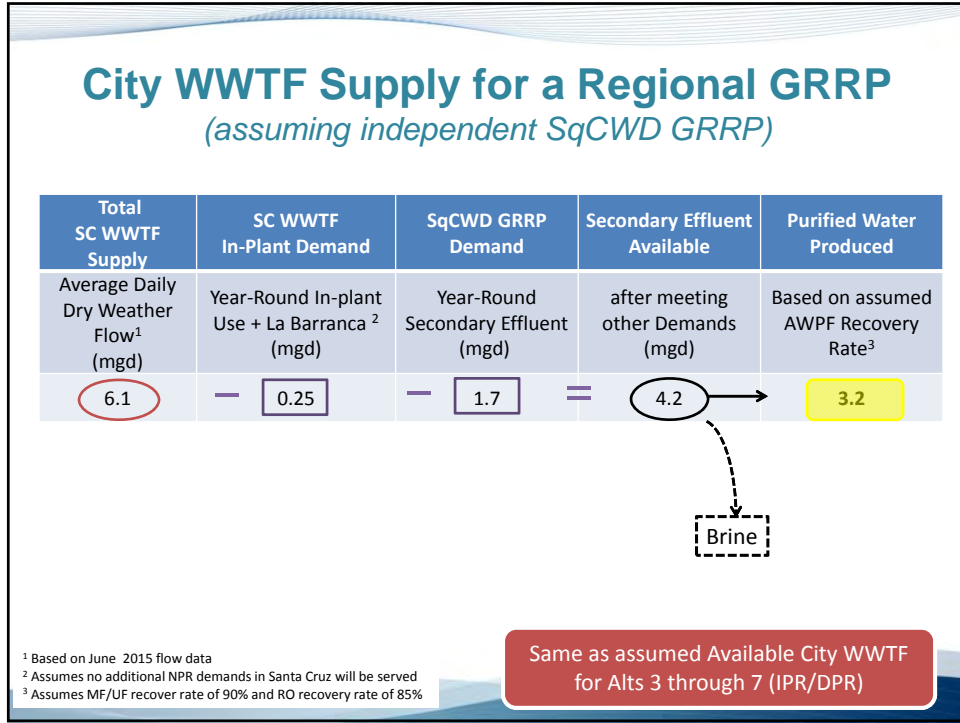 City WWTF Supply for a Regional GRRP
(assuming independent SqCWD GRRP)
Total
SC WWTF
Supply
SC WWTF
In-Plant Demand
SqCWD GRRP
Demand
Secondary Effluent
Available
Purified Water
Produced
Average Daily
Dry Weather
Flow¹
(mgd)
Year-Round In-plant
Use + La Barranca ²
(mgd)
Year-Round
Secondary Effluent
(mgd)
after meeting
other Demands
(mgd)
Based on assumed
AWPF Recovery
Rate³
6.1 — 0.25 — 1.7 = 4.2 3.2
Brine
¹ Based on June 2015 flow data
² Assumes no additional NPR demands in Santa Cruz will be served
³ Assumes MF/UF recover rate of 90% and RO recovery rate of 85%
Same as assumed Available City WWTF
for Alts 3 through 7 (IPR/DPR)